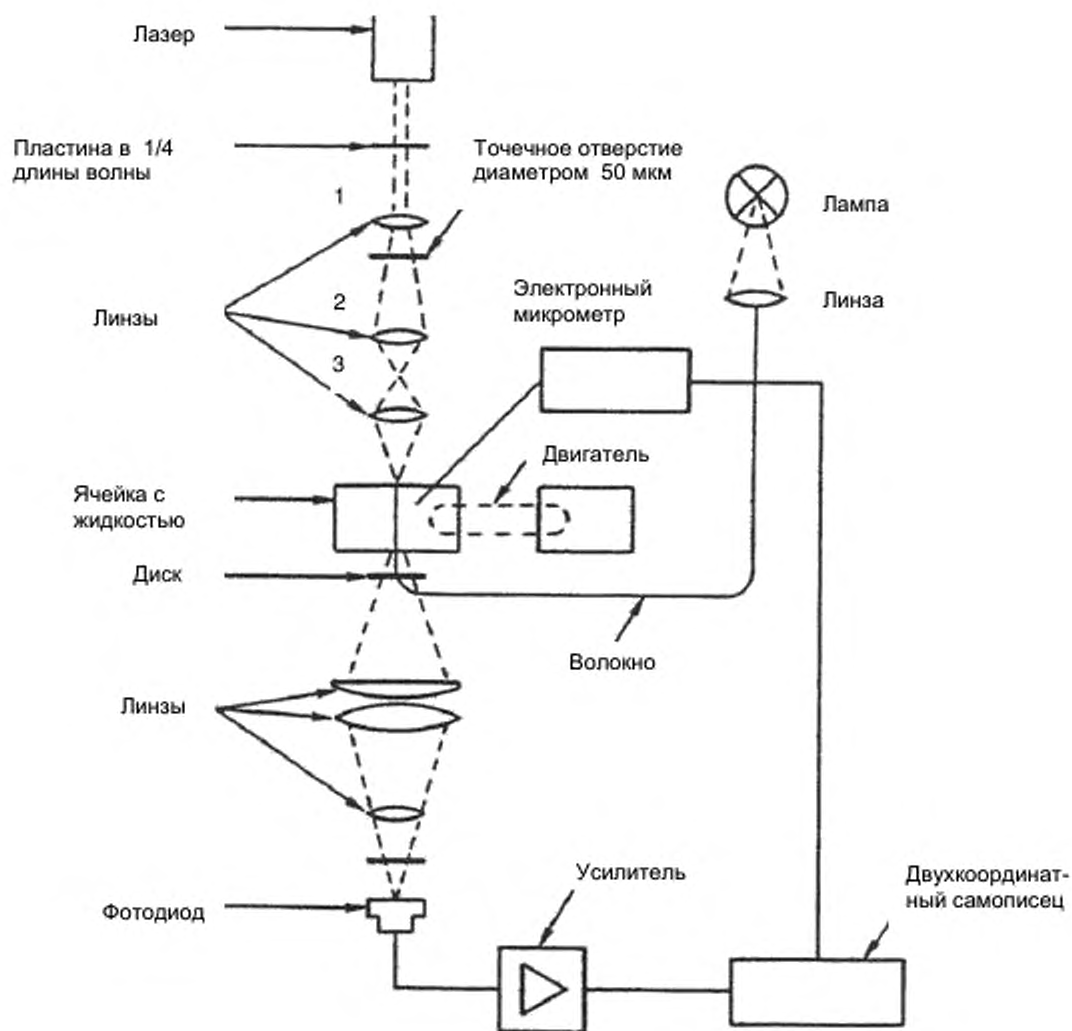 Лазер
Пластина в 1/4
длины волны
Точечное отверстие
диаметром 50 мкм
1
Лампа
Линзы
2
Электронный
микрометр
Линза
3
Двигатель
Ячейка с
жидкостью
Диск
Волокно
Линзы
Усилитель
Двухкоординат-
ный самописец
Фотодиод